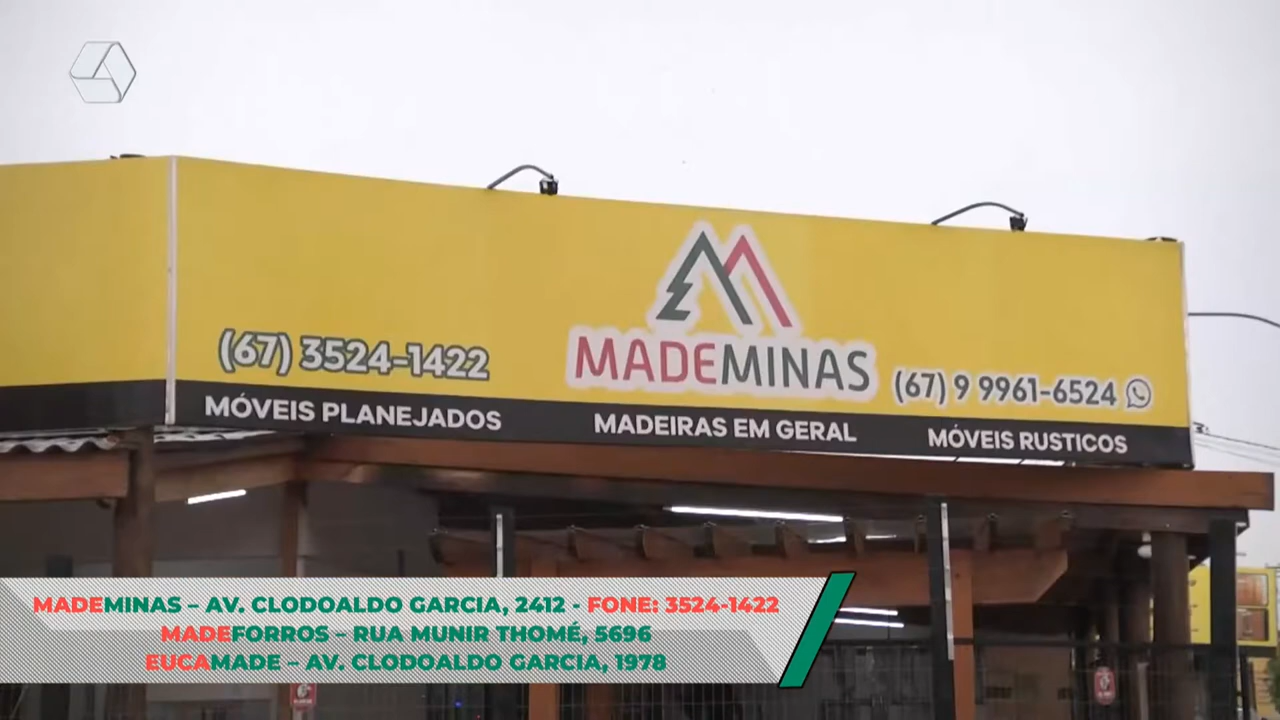 (67) 3524-1422
MADEMINAS
(67) 9 9961-6524
MÓVEIS PLANEJADOS
MADEIRAS EM GERAL
MÓVEIS RUSTICOS
MADEMINAS – AV. CLODOALDO GARCIA, 2412 - FONE: 3524-1422
MADEFORROS – RUA MUNIR THOMÉ, 5696
EUCAMADE – AV. CLODOALDO GARCIA, 1978